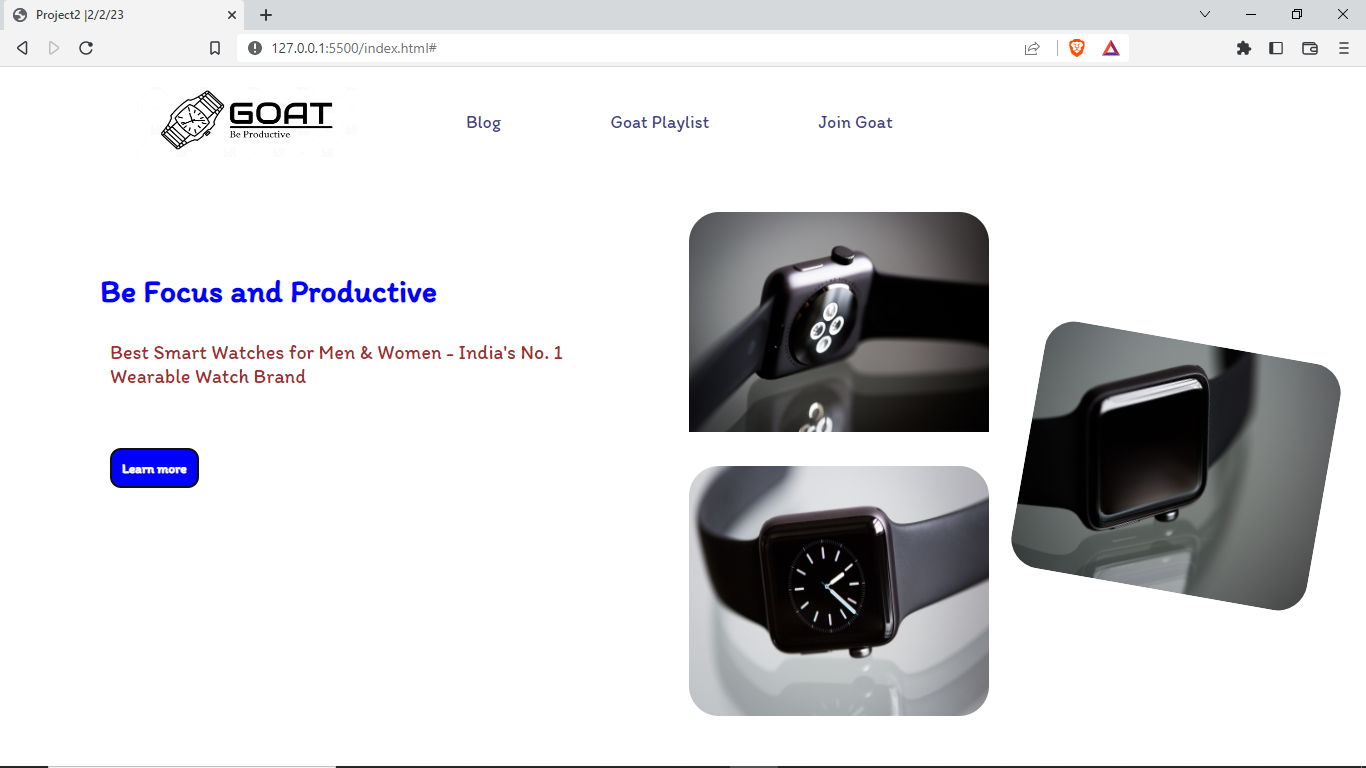 Project2 |2/2/23
127.0.0.1:5500/index.html#
GOAT
Be Productive
Blog
Goat Playlist
Join Goat
Be Focus and Productive
Best Smart Watches for Men & Women - India's No. 1
Wearable Watch Brand
Learn more